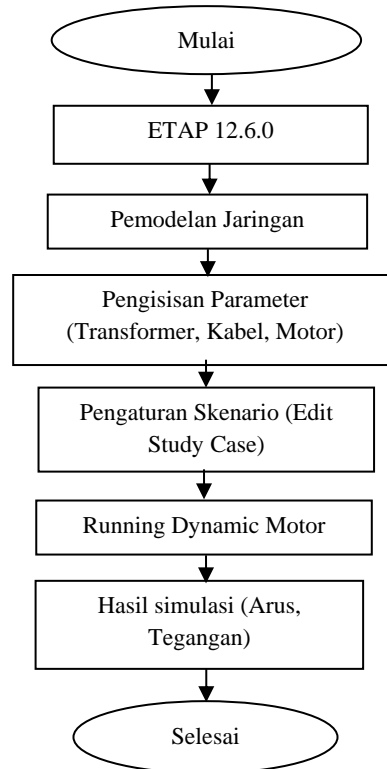 Mulai
ETAP 12.6.0
Pemodelan Jaringan
Pengisisan Parameter
(Transformer, Kabel, Motor)
Pengaturan Skenario (Edit
Study Case)
Running Dynamic Motor
Hasil simulasi (Arus,
Tegangan)
Selesai